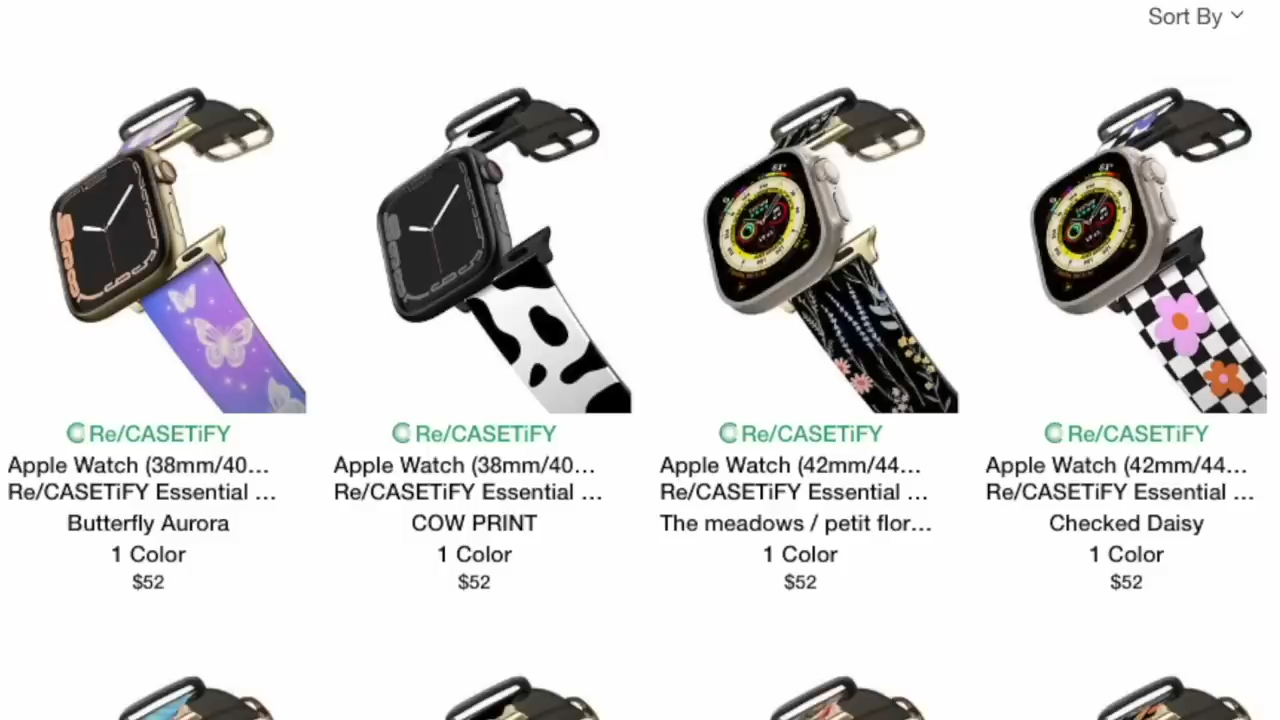 Sort By
Re/CASETiFY
Re/CASETiFY
Re/CASETiFY
Re/CASETiFY
Apple Watch (38mm/40...
Re/CASETiFY Essential ...
Apple Watch (38mm/40...
Re/CASETiFY Essential ...
Apple Watch (42mm/44...
Re/CASETiFY Essential ...
Apple Watch (42mm/44...
Re/CASETiFY Essential ...
Butterfly Aurora
COW PRINT
The meadows / petit flor...
Checked Daisy
1 Color
1 Color
1 Color
1 Color
$52
$52
$52
$52